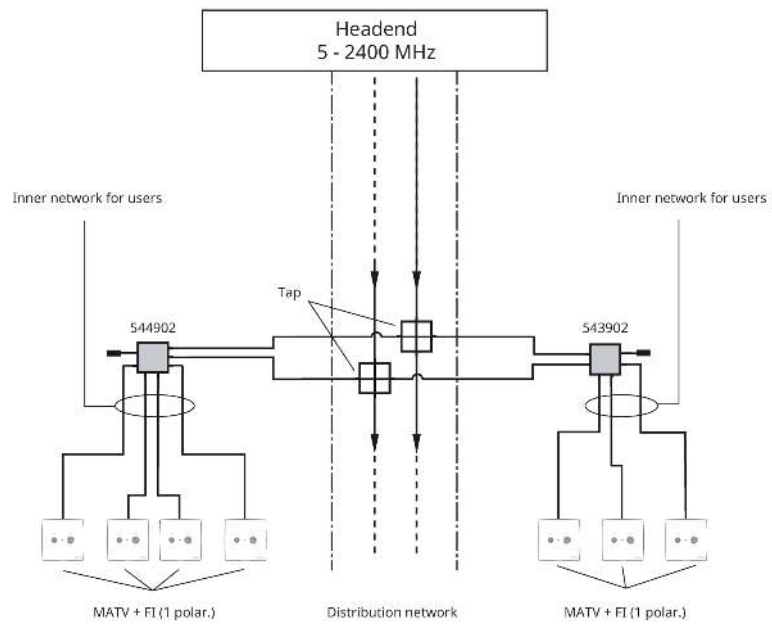 Headend
5 - 2400 MHz
Inner network for users
Inner network for users
Tap
544902
543902
MATV + FI (1 polar.)
Distribution network
MATV + FI (1 polar.)